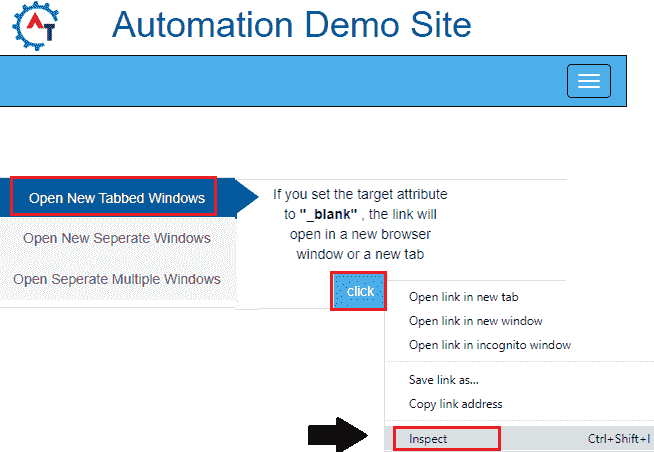 AT
Automation Demo Site
Open New Tabbed Windows
Open New Seperate Windows
Open Seperate Multiple Windows
If you set the target attribute
to "_blank" , the link will
open in a new browser
window or a new tab
click
Open link in new tab
Open link in new window
Open link in incognito window
Save link as...
Copy link address
Inspect Ctrl+Shift+I